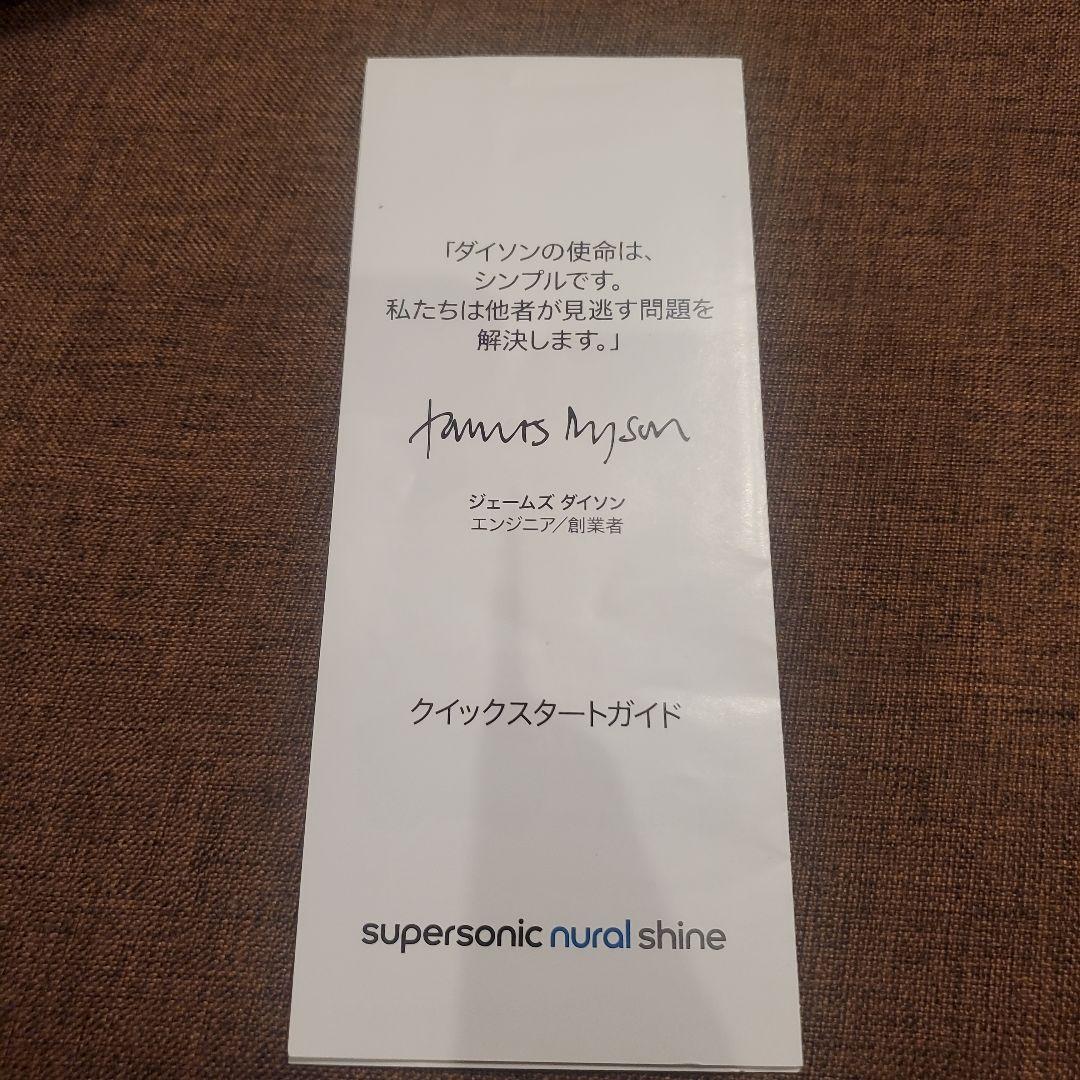 「ダイソンの使命は、
シンプルです。
私たちは他者が見逃す問題を
解決します。」
James Dyson
ジェームズ ダイソン
エンジニア／創業者
クイックスタートガイド
supersonic nural shine